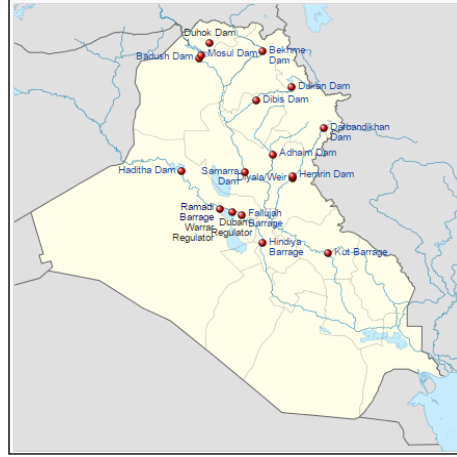 Duhok Dam
Badush Dam
Mosul Dam
Bekhme
Dam
Dukan Dam
Dibis Dam
Darbandikhan
Dam
Adhaim Dam
Haditha Dam
Samarra
Dam
Diyala Weir
Hemrin Dam
Ramadi
Barrage
Warrar
Regulator
Duban
Regulator
Fallujah
Barrage
Hindiya
Barrage
Kut Barrage